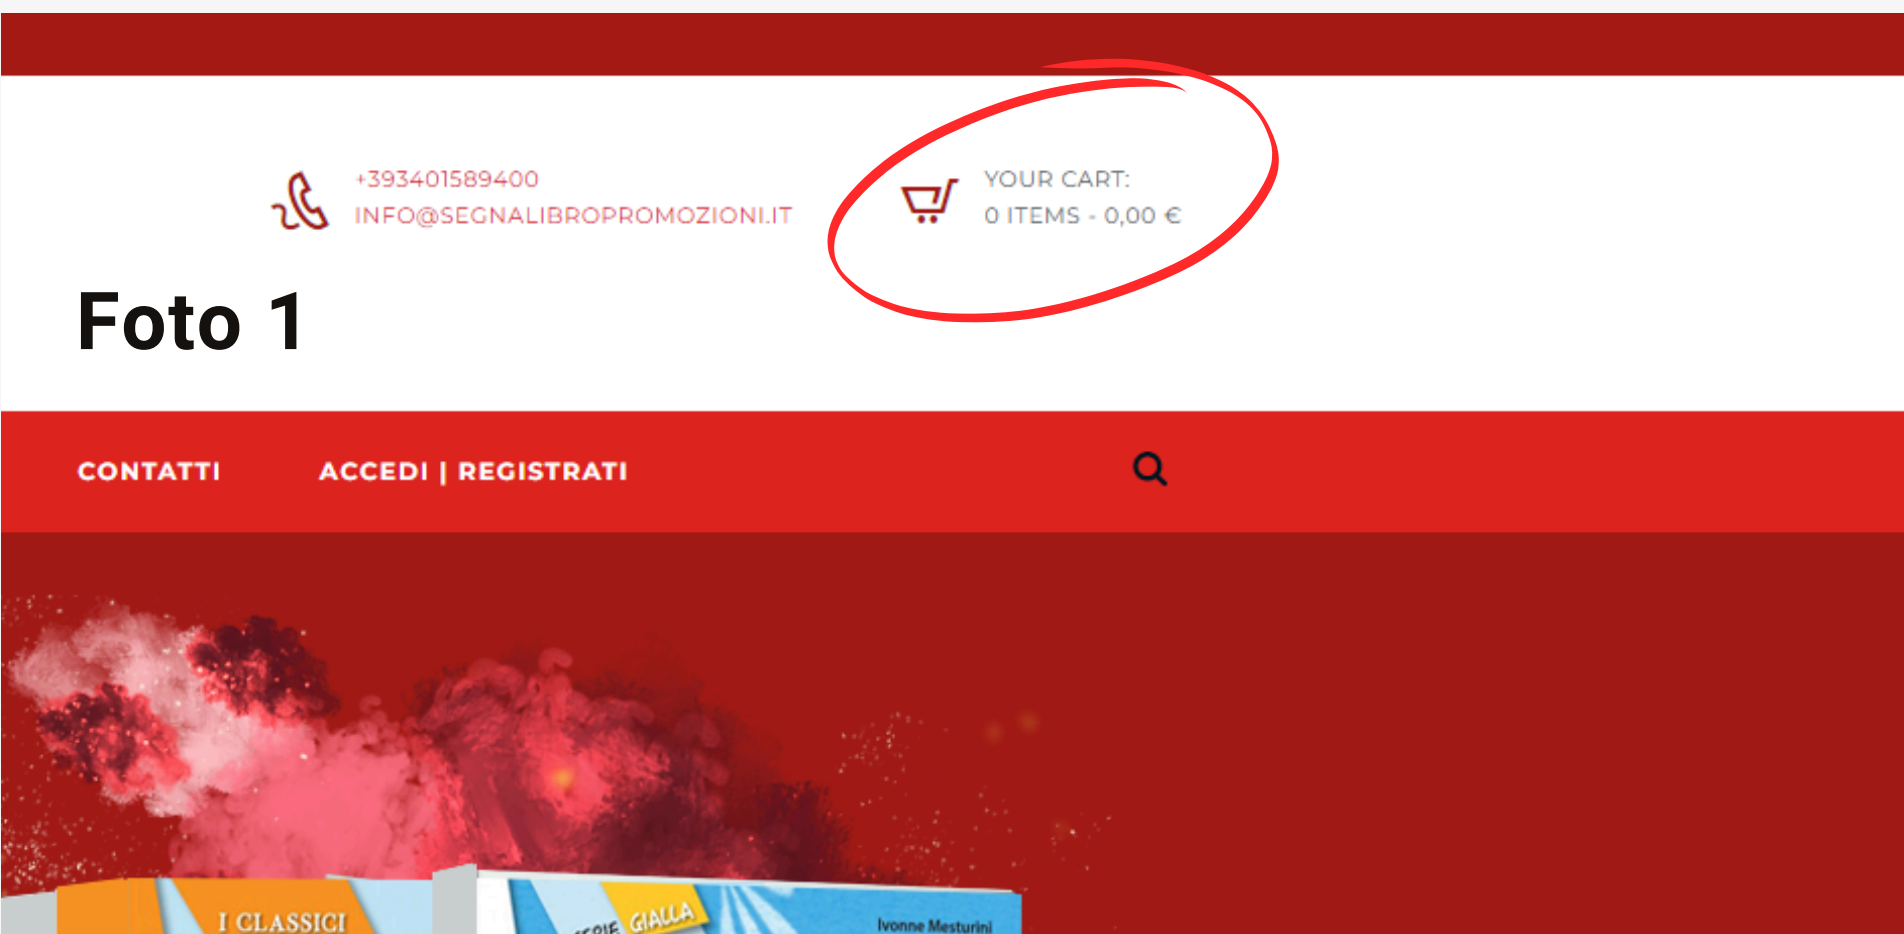 +393401589400
INFO@SEGNALIBROPROMOZIONI.IT
YOUR CART:
0 ITEMS - 0,00 €
Foto 1
CONTATTI
ACCEDI | REGISTRATI
I CLASSICI
SERIE GIALLA
Ivonne Mesturini